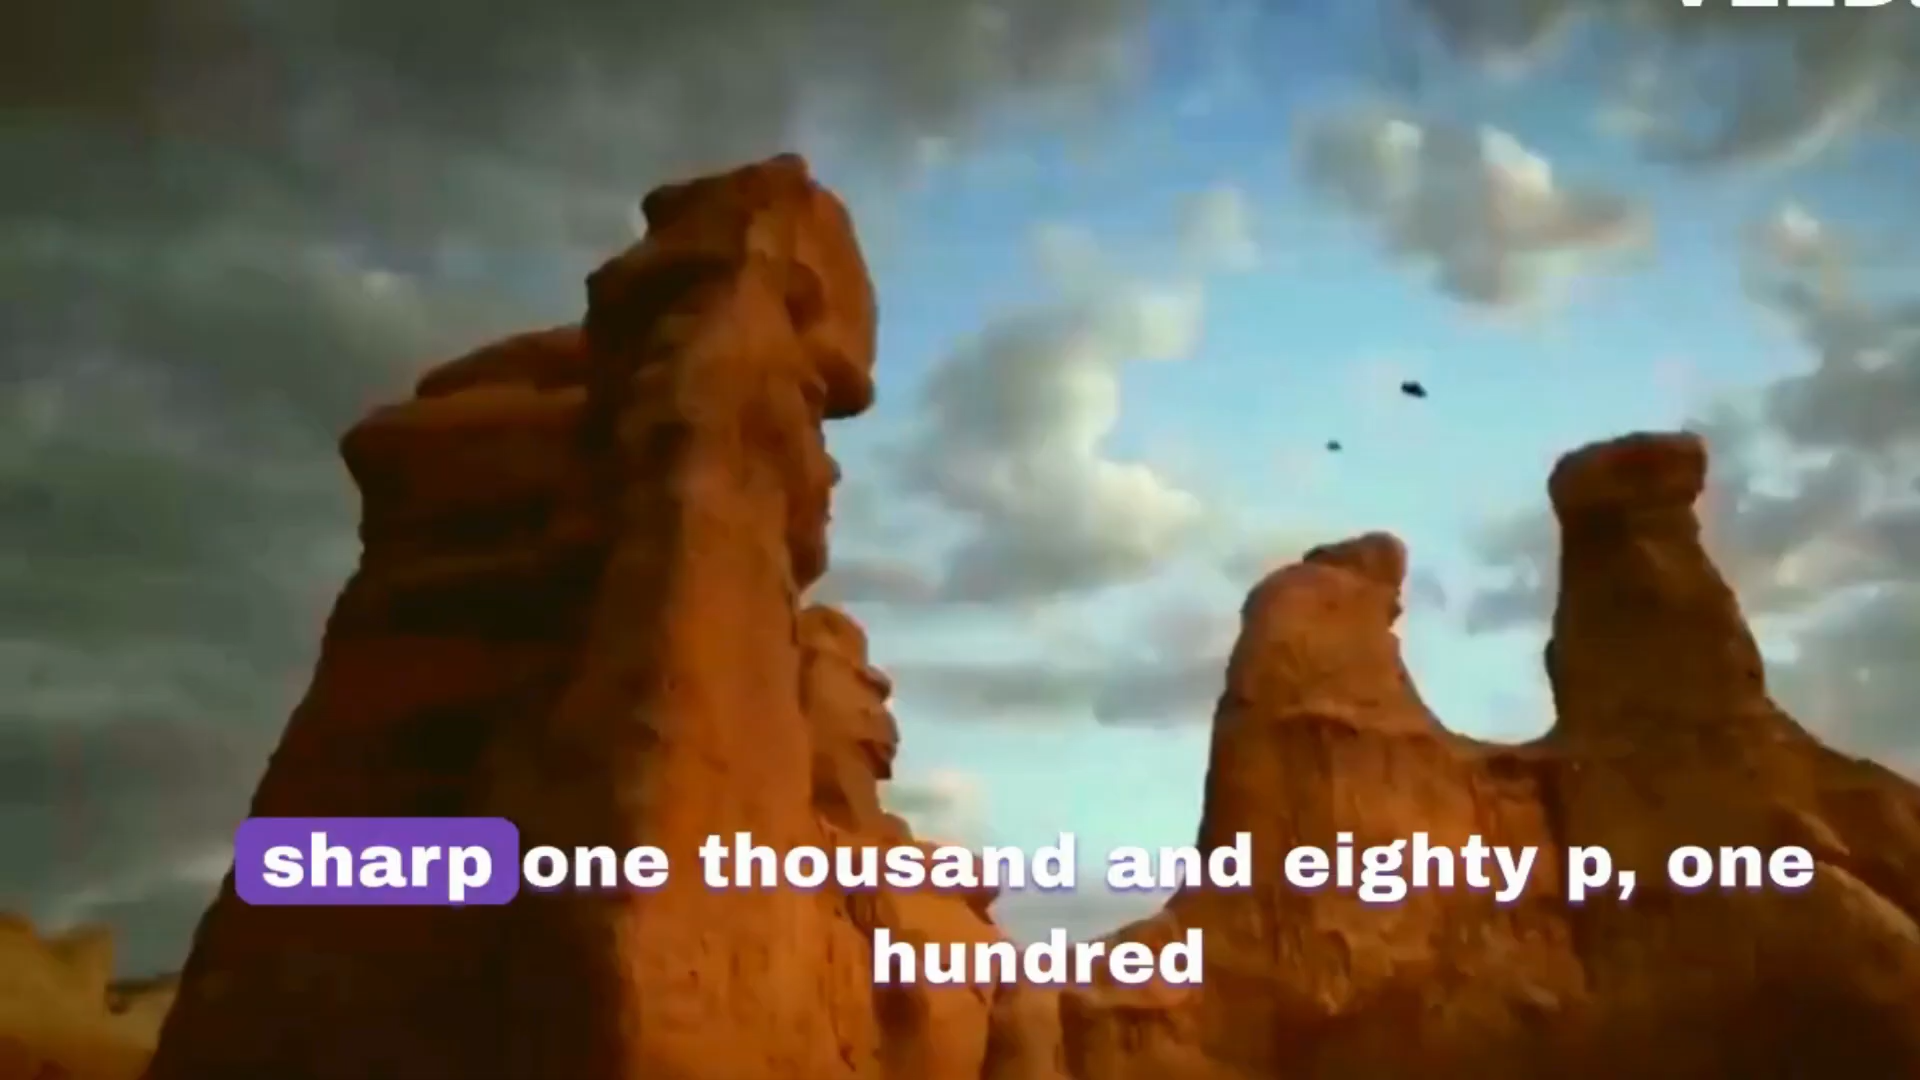 sharp one thousand and eighty p, one
hundred